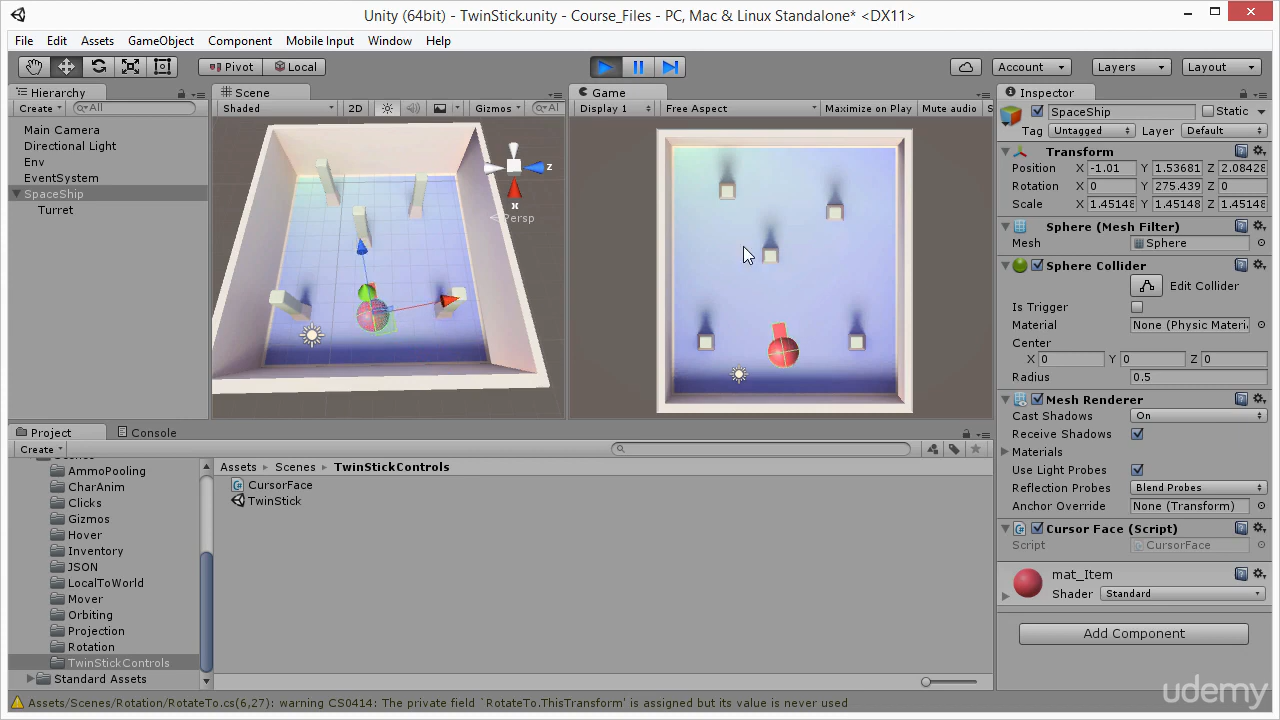 Unity (64bit) - TwinStick.unity - Course_Files - PC, Mac & Linux Standalone* <DX11>
File Edit Assets GameObject Component Mobile Input Window Help
Pivot Local Account Layers Layout
Hierarchy
Create All
Main Camera
Directional Light
Env
EventSystem
SpaceShip
Turret
Scene
Shaded 2D Gizmos Al
z
x
Persp
Game
Display 1 Free Aspect Maximize on Play Mute audio S
Inspector
SpaceShip Static
Tag Untagged Layer Default
Transform
Position X -1.01 Y 1.53681 Z 2.08428
Rotation X 0 Y 275.439 Z 0
Scale X 1.45148 Y 1.45148 Z 1.45148
Sphere (Mesh Filter)
Mesh Sphere
Sphere Collider
Edit Collider
Is Trigger
Material None (Physic Materi
Center
X 0 Y 0 Z 0
Radius 0.5
Mesh Renderer
Cast Shadows On
Receive Shadows
Materials
Use Light Probes
Reflection Probes Blend Probes
Anchor Override None (Transform)
Cursor Face (Script)
Script CursorFace
mat_Item
Shader Standard
Add Component
Project Console
Create
AmmoPooling
CharAnim
Clicks
Gizmos
Hover
Inventory
JSON
LocalToWorld
Mover
Orbiting
Projection
Rotation
TwinStickControls
Standard Assets
Assets Scenes TwinStickControls
CursorFace
TwinStick
Assets/Scenes/Rotation/RotateTo.cs(6,27): warning CS0414: The private field `RotateTo.ThisTransform' is assigned but its value is never used
udemy